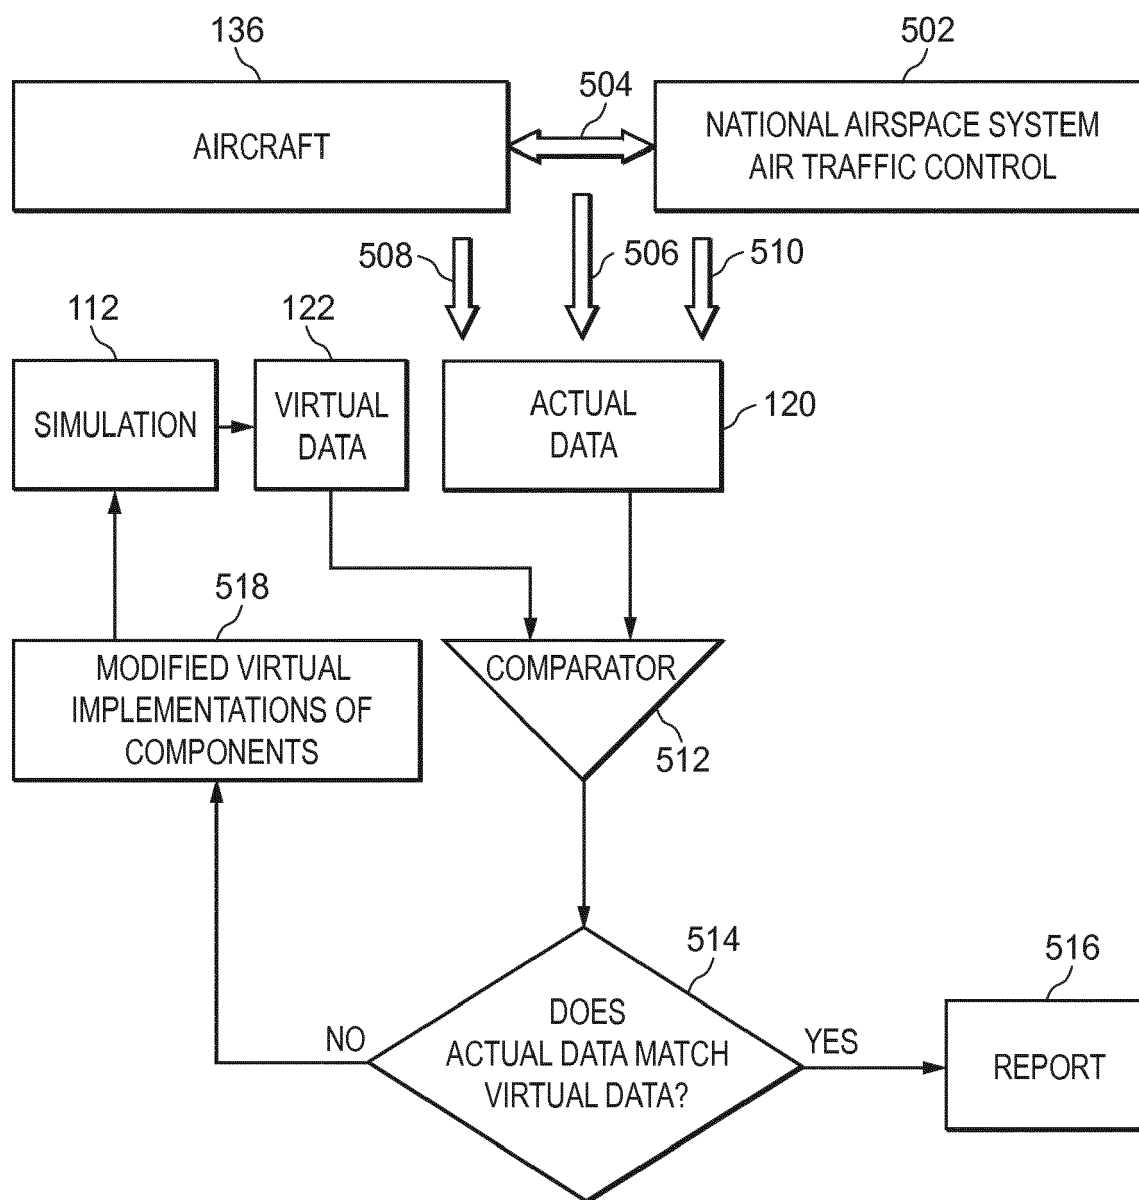 136
502
504
AIRCRAFT
NATIONAL AIRSPACE SYSTEM
AIR TRAFFIC CONTROL
508
506
510
112
122
SIMULATION
VIRTUAL
DATA
ACTUAL
DATA
120
518
MODIFIED VIRTUAL
IMPLEMENTATIONS OF
COMPONENTS
COMPARATOR
512
514
516
DOES
ACTUAL DATA MATCH
VIRTUAL DATA?
NO
YES
REPORT